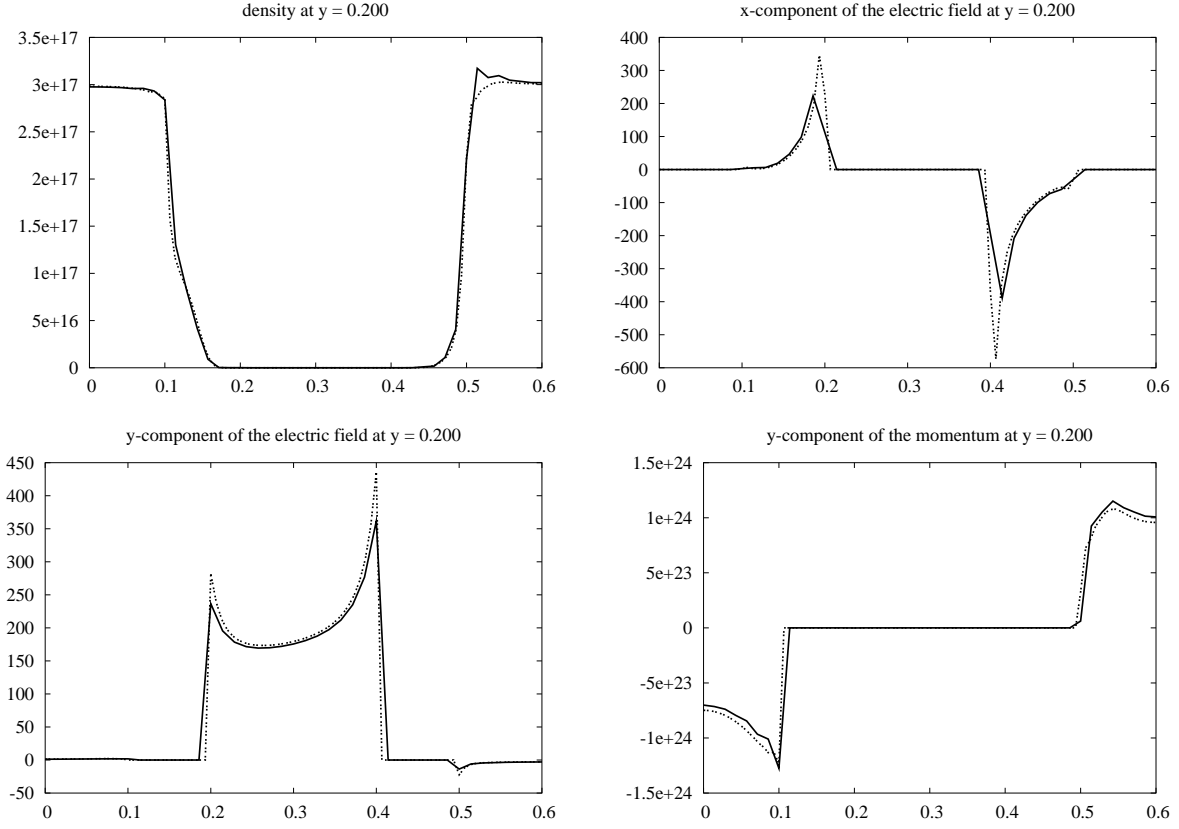 density at y = 0.200
3.5e+17
3e+17
2.5e+17
2e+17
1.5e+17
1e+17
5e+16
0
0 0.1 0.2 0.3 0.4 0.5 0.6
x-component of the electric field at y = 0.200
400
300
200
100
0
-100
-200
-300
-400
-500
-600
0 0.1 0.2 0.3 0.4 0.5 0.6
y-component of the electric field at y = 0.200
450
400
350
300
250
200
150
100
50
0
-50
0 0.1 0.2 0.3 0.4 0.5 0.6
y-component of the momentum at y = 0.200
1.5e+24
1e+24
5e+23
0
-5e+23
-1e+24
-1.5e+24
0 0.1 0.2 0.3 0.4 0.5 0.6